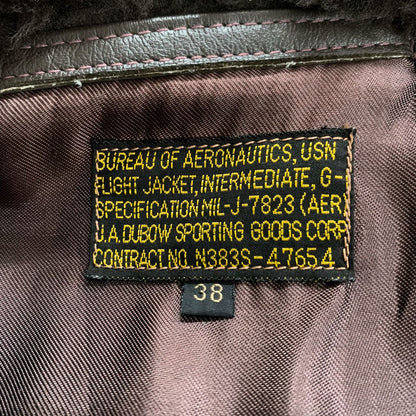 BUREAU OF AERONAUTICS, USN
FLIGHT JACKET, INTERMEDIATE, G-
SPECIFICATION MIL-J-7823 (AER)
J.A. DUBOW SPORTING GOODS CORP
CONTRACT NO. N383S-47654
38